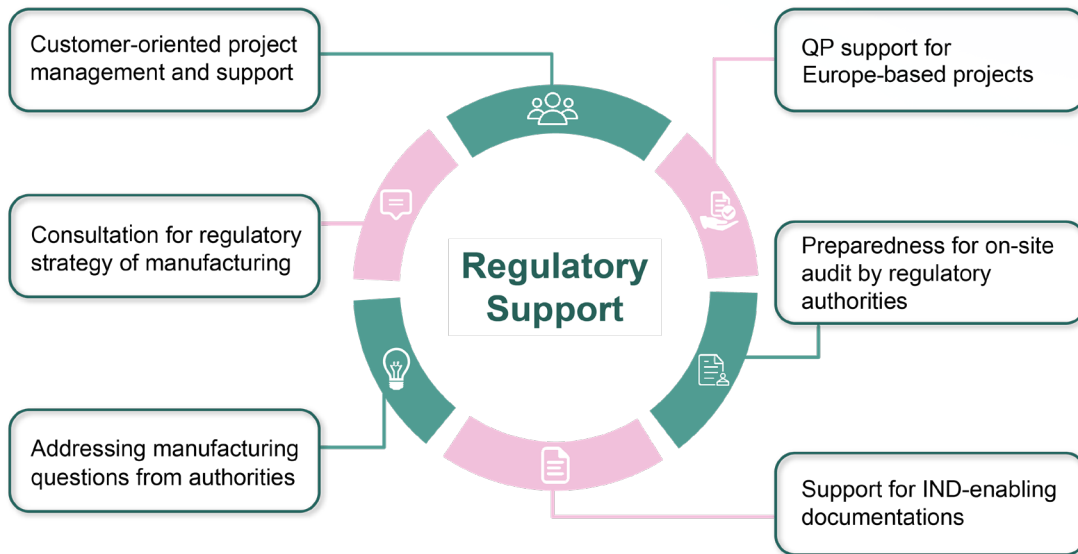 Customer-oriented project
management and support
QP support for
Europe-based projects
Consultation for regulatory
strategy of manufacturing
Regulatory
Support
Preparedness for on-site
audit by regulatory
authorities
Addressing manufacturing
questions from authorities
Support for IND-enabling
documentations